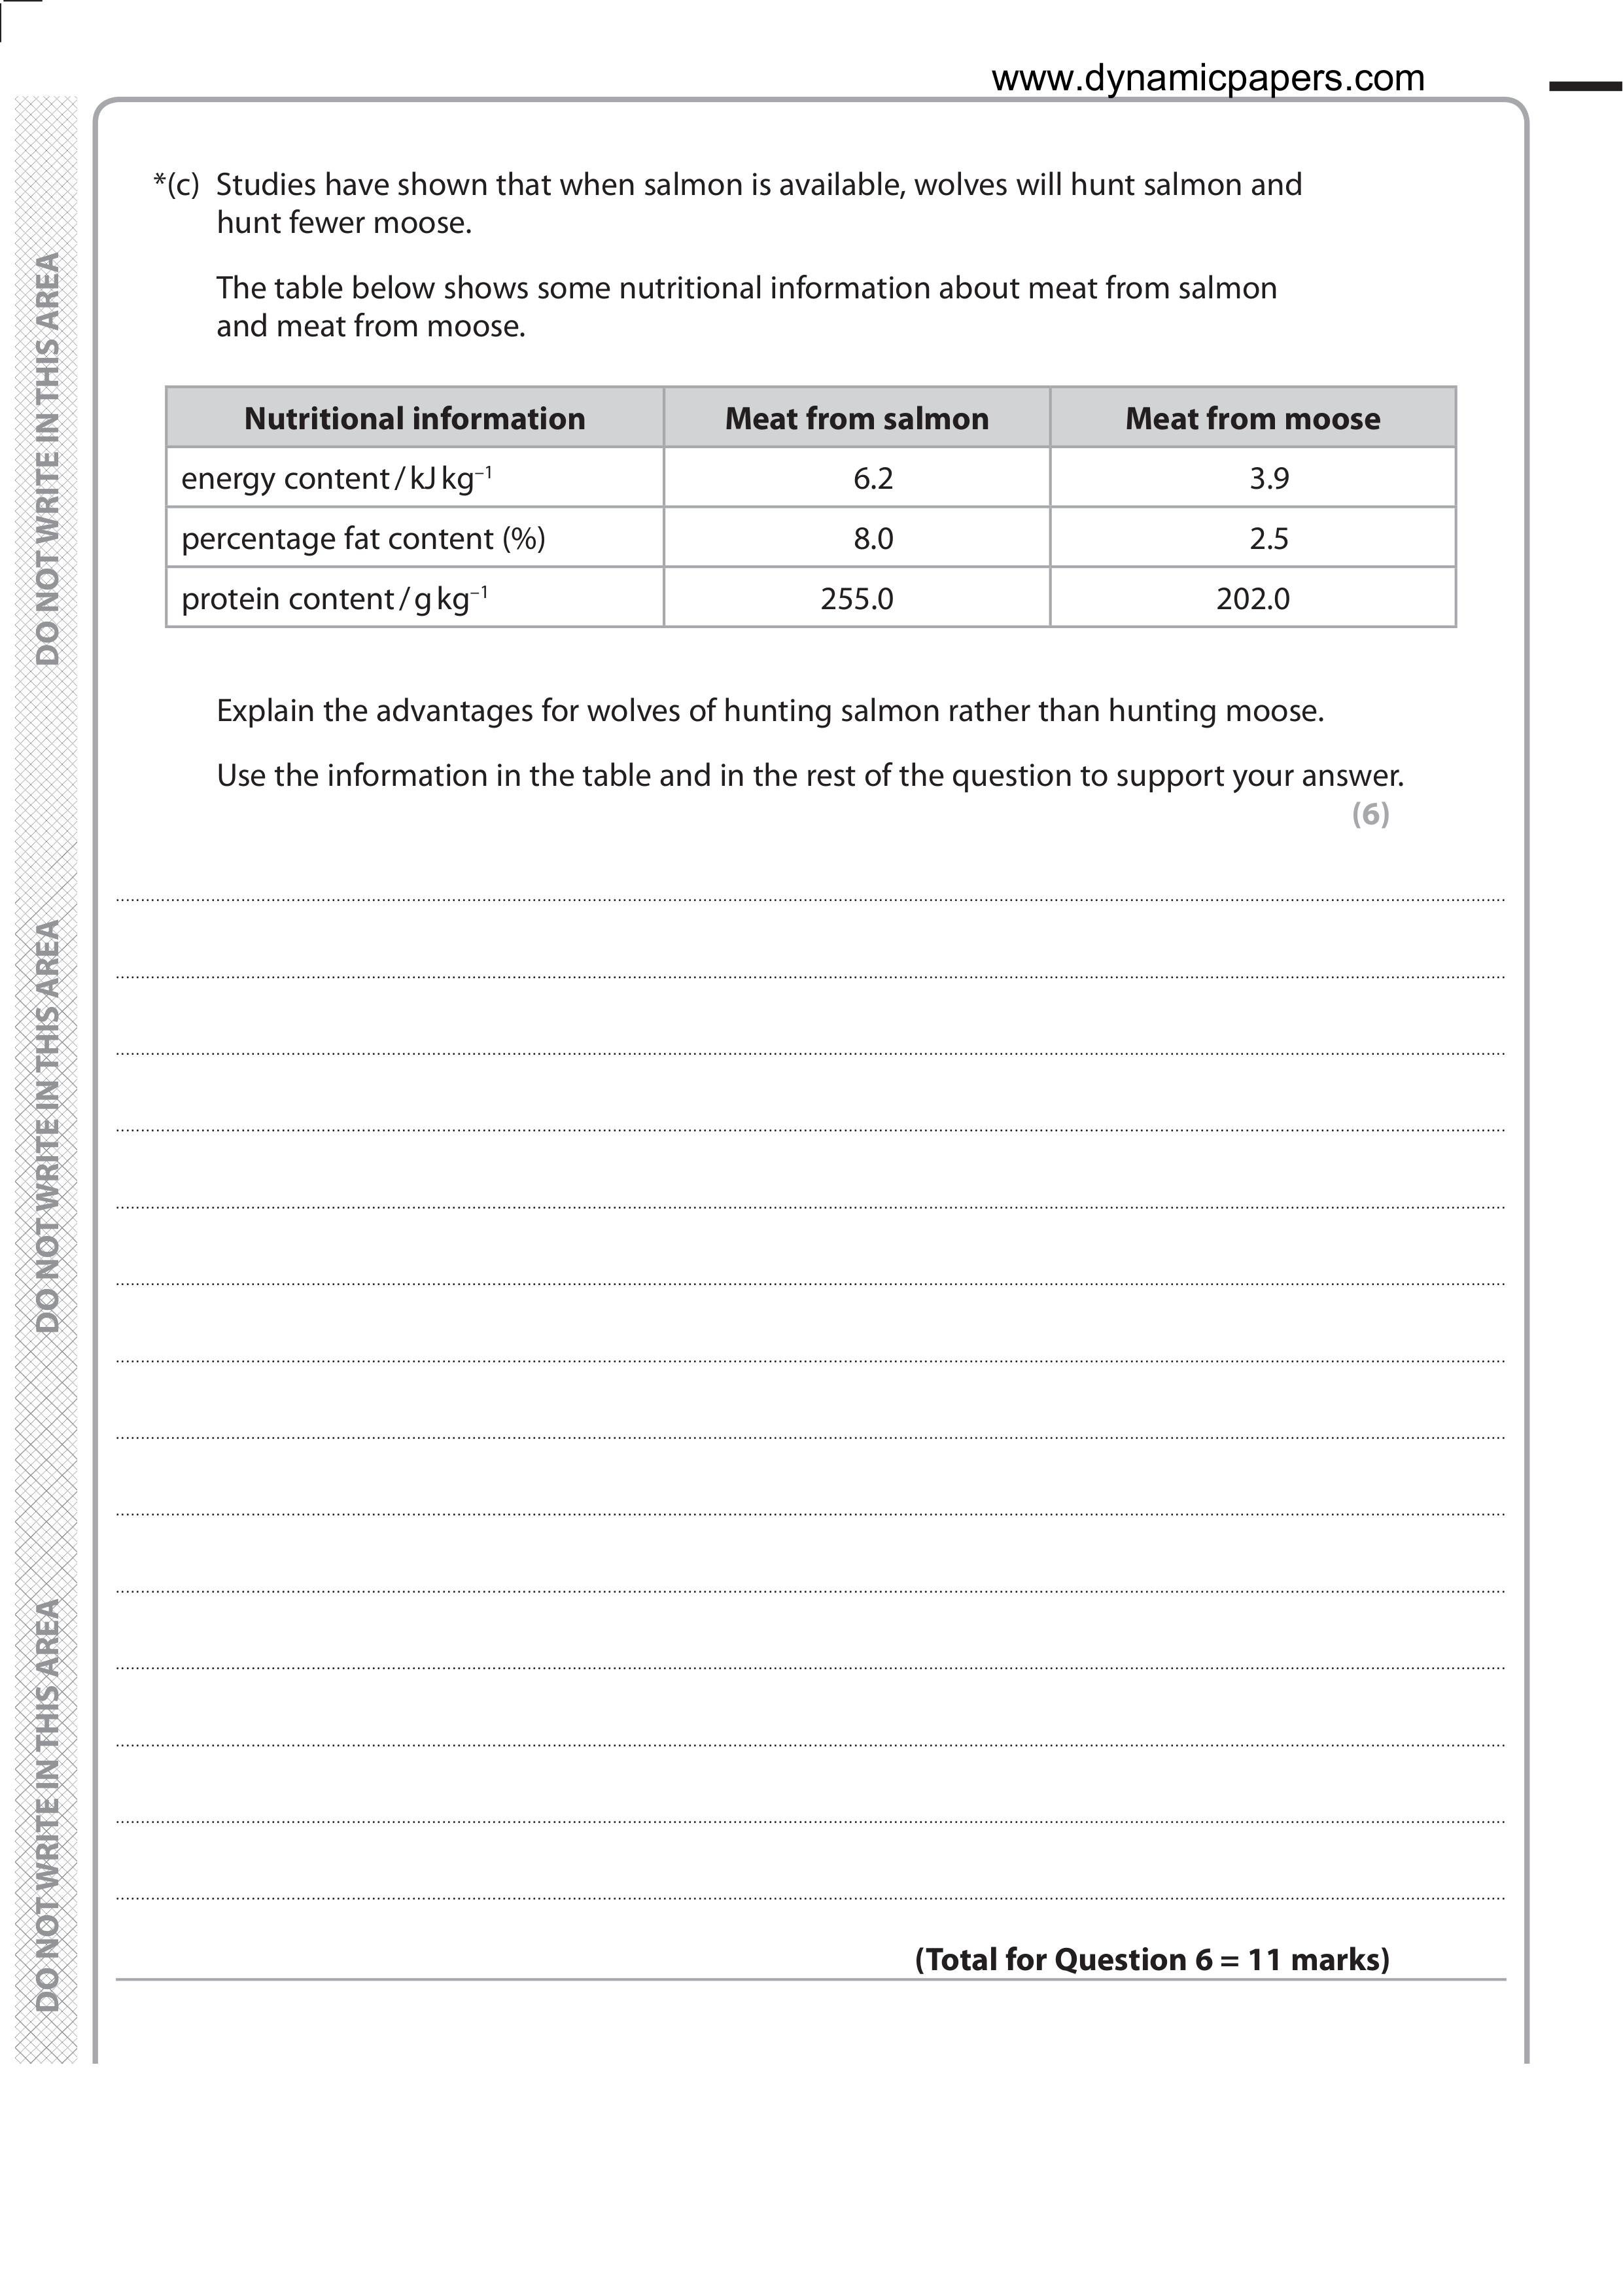 www.dynamicpapers.com
*(c) Studies have shown that when salmon is available, wolves will hunt salmon and
hunt fewer moose.
The table below shows some nutritional information about meat from salmon
and meat from moose.
Nutritional information Meat from salmon Meat from moose
energy content / kJ kg⁻¹ 6.2 3.9
percentage fat content (%) 8.0 2.5
protein content / g kg⁻¹ 255.0 202.0
Explain the advantages for wolves of hunting salmon rather than hunting moose.
Use the information in the table and in the rest of the question to support your answer.
(6)
(Total for Question 6 = 11 marks)
DO NOT WRITE IN THIS AREA
DO NOT WRITE IN THIS AREA
DO NOT WRITE IN THIS AREA